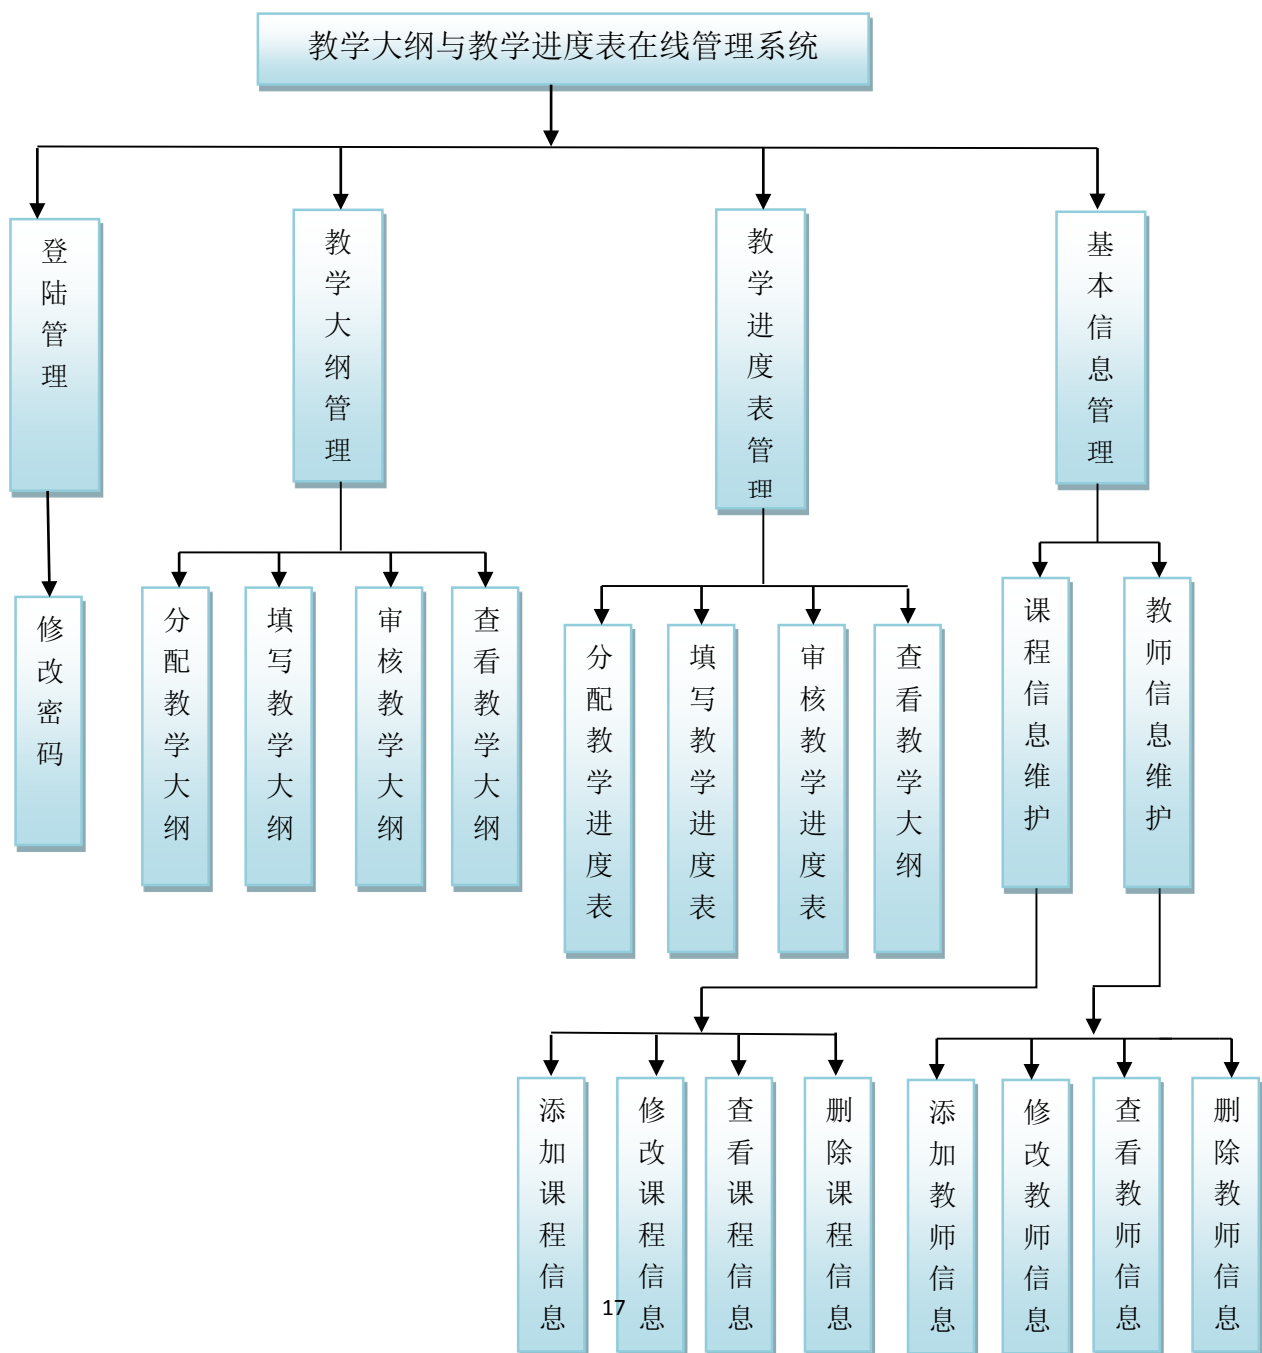 教学大纲与教学进度表在线管理系统
登陆管理
教学大纲管理
教学进度表管理
基本信息管理
修改密码
分配教学大纲
填写教学大纲
审核教学大纲
查看教学大纲
分配教学进度表
填写教学进度表
审核教学进度表
查看教学大纲
课程信息维护
教师信息维护
添加课程信息
修改课程信息
查看课程信息
删除课程信息
添加教师信息
修改教师信息
查看教师信息
删除教师信息
17